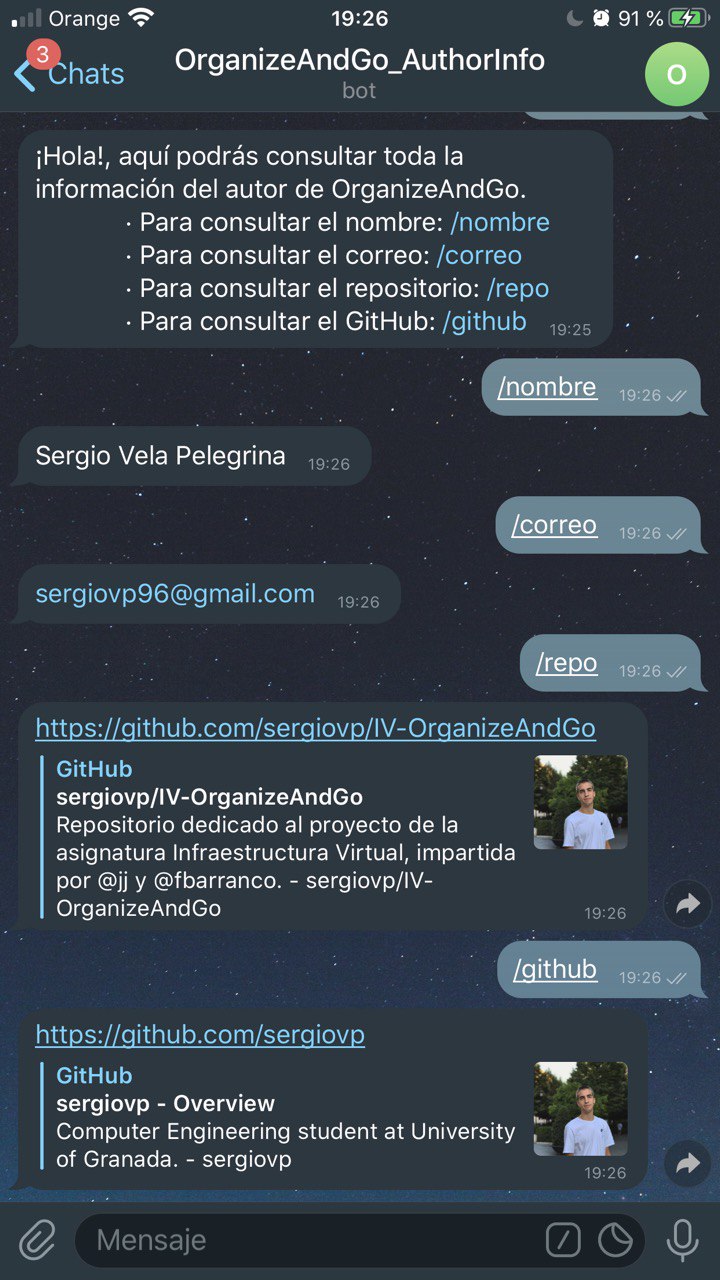 Orange 19:26 91 %
3
Chats
OrganizeAndGo_AuthorInfo
bot
O
¡Hola!, aquí podrás consultar toda la
información del autor de OrganizeAndGo.
· Para consultar el nombre: /nombre
· Para consultar el correo: /correo
· Para consultar el repositorio: /repo
· Para consultar el GitHub: /github 19:25
/nombre 19:26
Sergio Vela Pelegrina 19:26
/correo 19:26
sergiovp96@gmail.com 19:26
/repo 19:26
https://github.com/sergiovp/IV-OrganizeAndGo
GitHub
sergiovp/IV-OrganizeAndGo
Repositorio dedicado al proyecto de la
asignatura Infraestructura Virtual, impartida
por @jj y @fbarranco. - sergiovp/IV-
OrganizeAndGo
19:26
/github 19:26
https://github.com/sergiovp
GitHub
sergiovp - Overview
Computer Engineering student at University
of Granada. - sergiovp
19:26
Mensaje